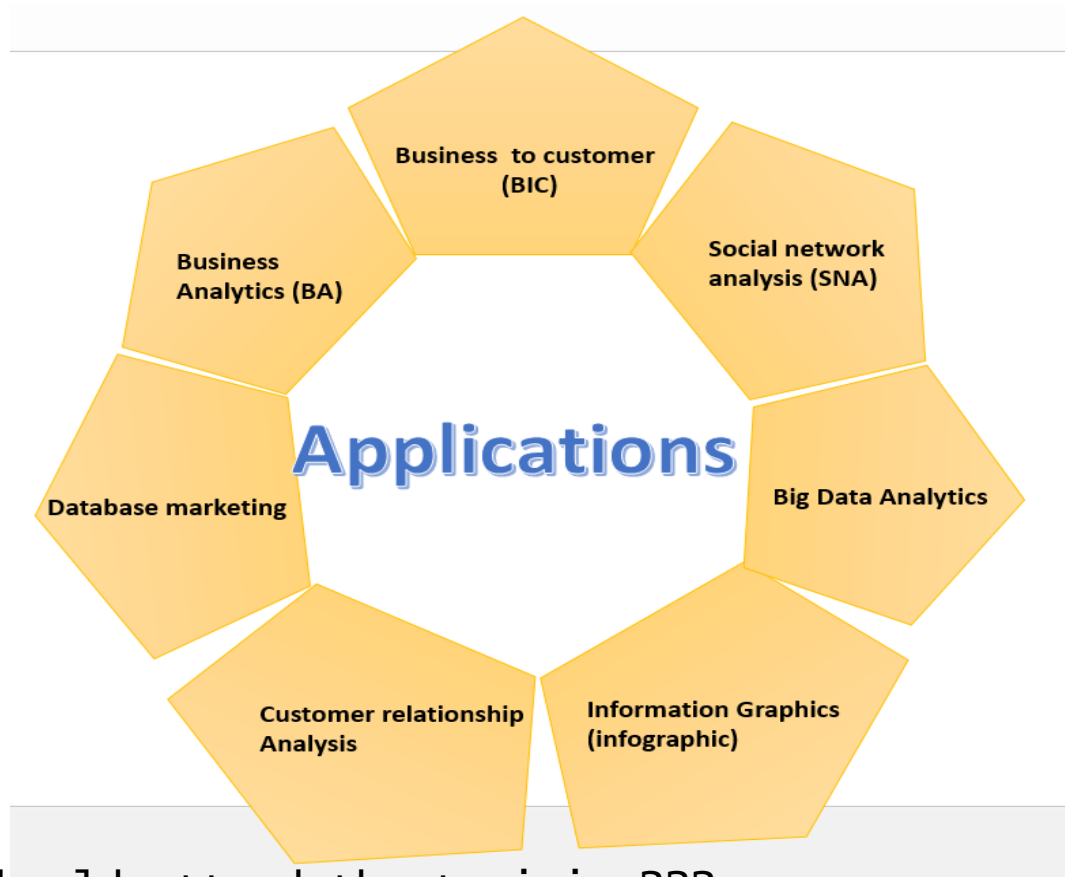 Business to customer
(BIC)
Social network
analysis (SNA)
Big Data Analytics
Information Graphics
(infographic)
Customer relationship
Analysis
Database marketing
Business
Analytics (BA)
Applications
???